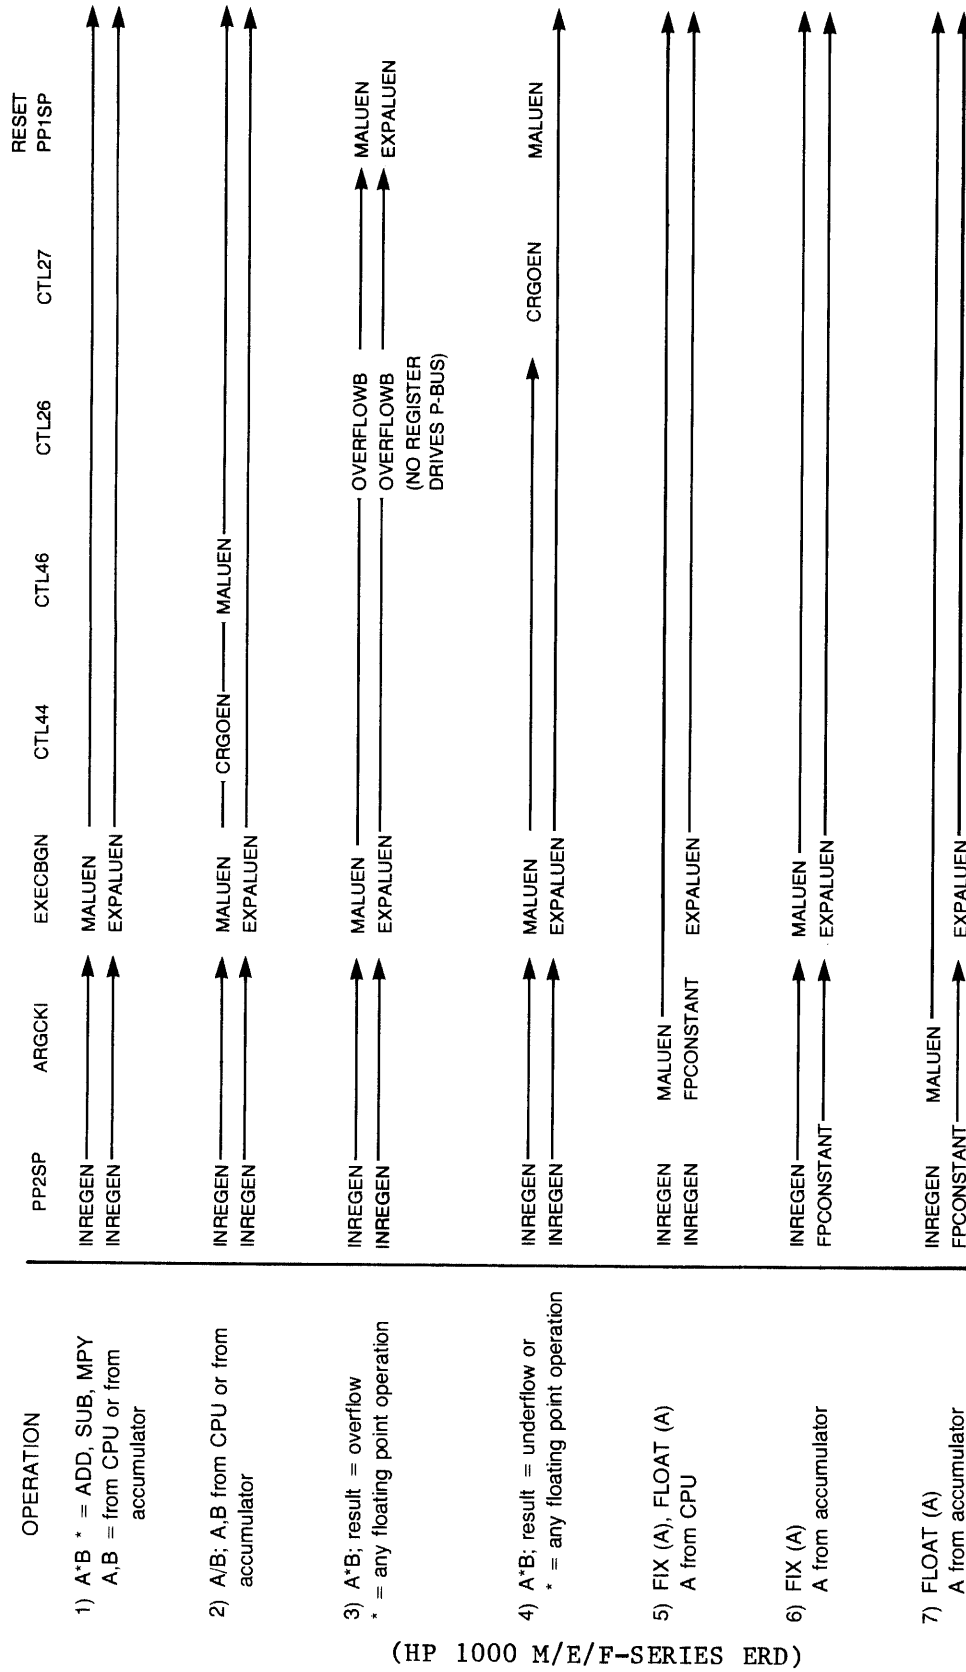 OPERATION PP2SP ARGCKI EXECBGN CTL44 CTL46 CTL26 CTL27 RESET PP1SP
1) A*B * = ADD, SUB, MPY
A,B = from CPU or from
accumulator
INREGEN MALUEN
INREGEN EXPALUEN
2) A/B; A,B from CPU or from
accumulator
INREGEN MALUEN CRGOEN MALUEN
INREGEN EXPALUEN
3) A*B; result = overflow
* = any floating point operation
INREGEN MALUEN OVERFLOWB MALUEN
INREGEN EXPALUEN OVERFLOWB EXPALUEN
(NO REGISTER
DRIVES P-BUS)
4) A*B; result = underflow or
* = any floating point operation
INREGEN MALUEN CRGOEN MALUEN
INREGEN EXPALUEN
5) FIX (A), FLOAT (A)
A from CPU
INREGEN MALUEN
INREGEN FPCONSTANT EXPALUEN
6) FIX (A)
A from accumulator
INREGEN MALUEN
FPCONSTANT EXPALUEN
7) FLOAT (A)
A from accumulator
INREGEN MALUEN
FPCONSTANT EXPALUEN
(HP 1000 M/E/F-SERIES ERD)